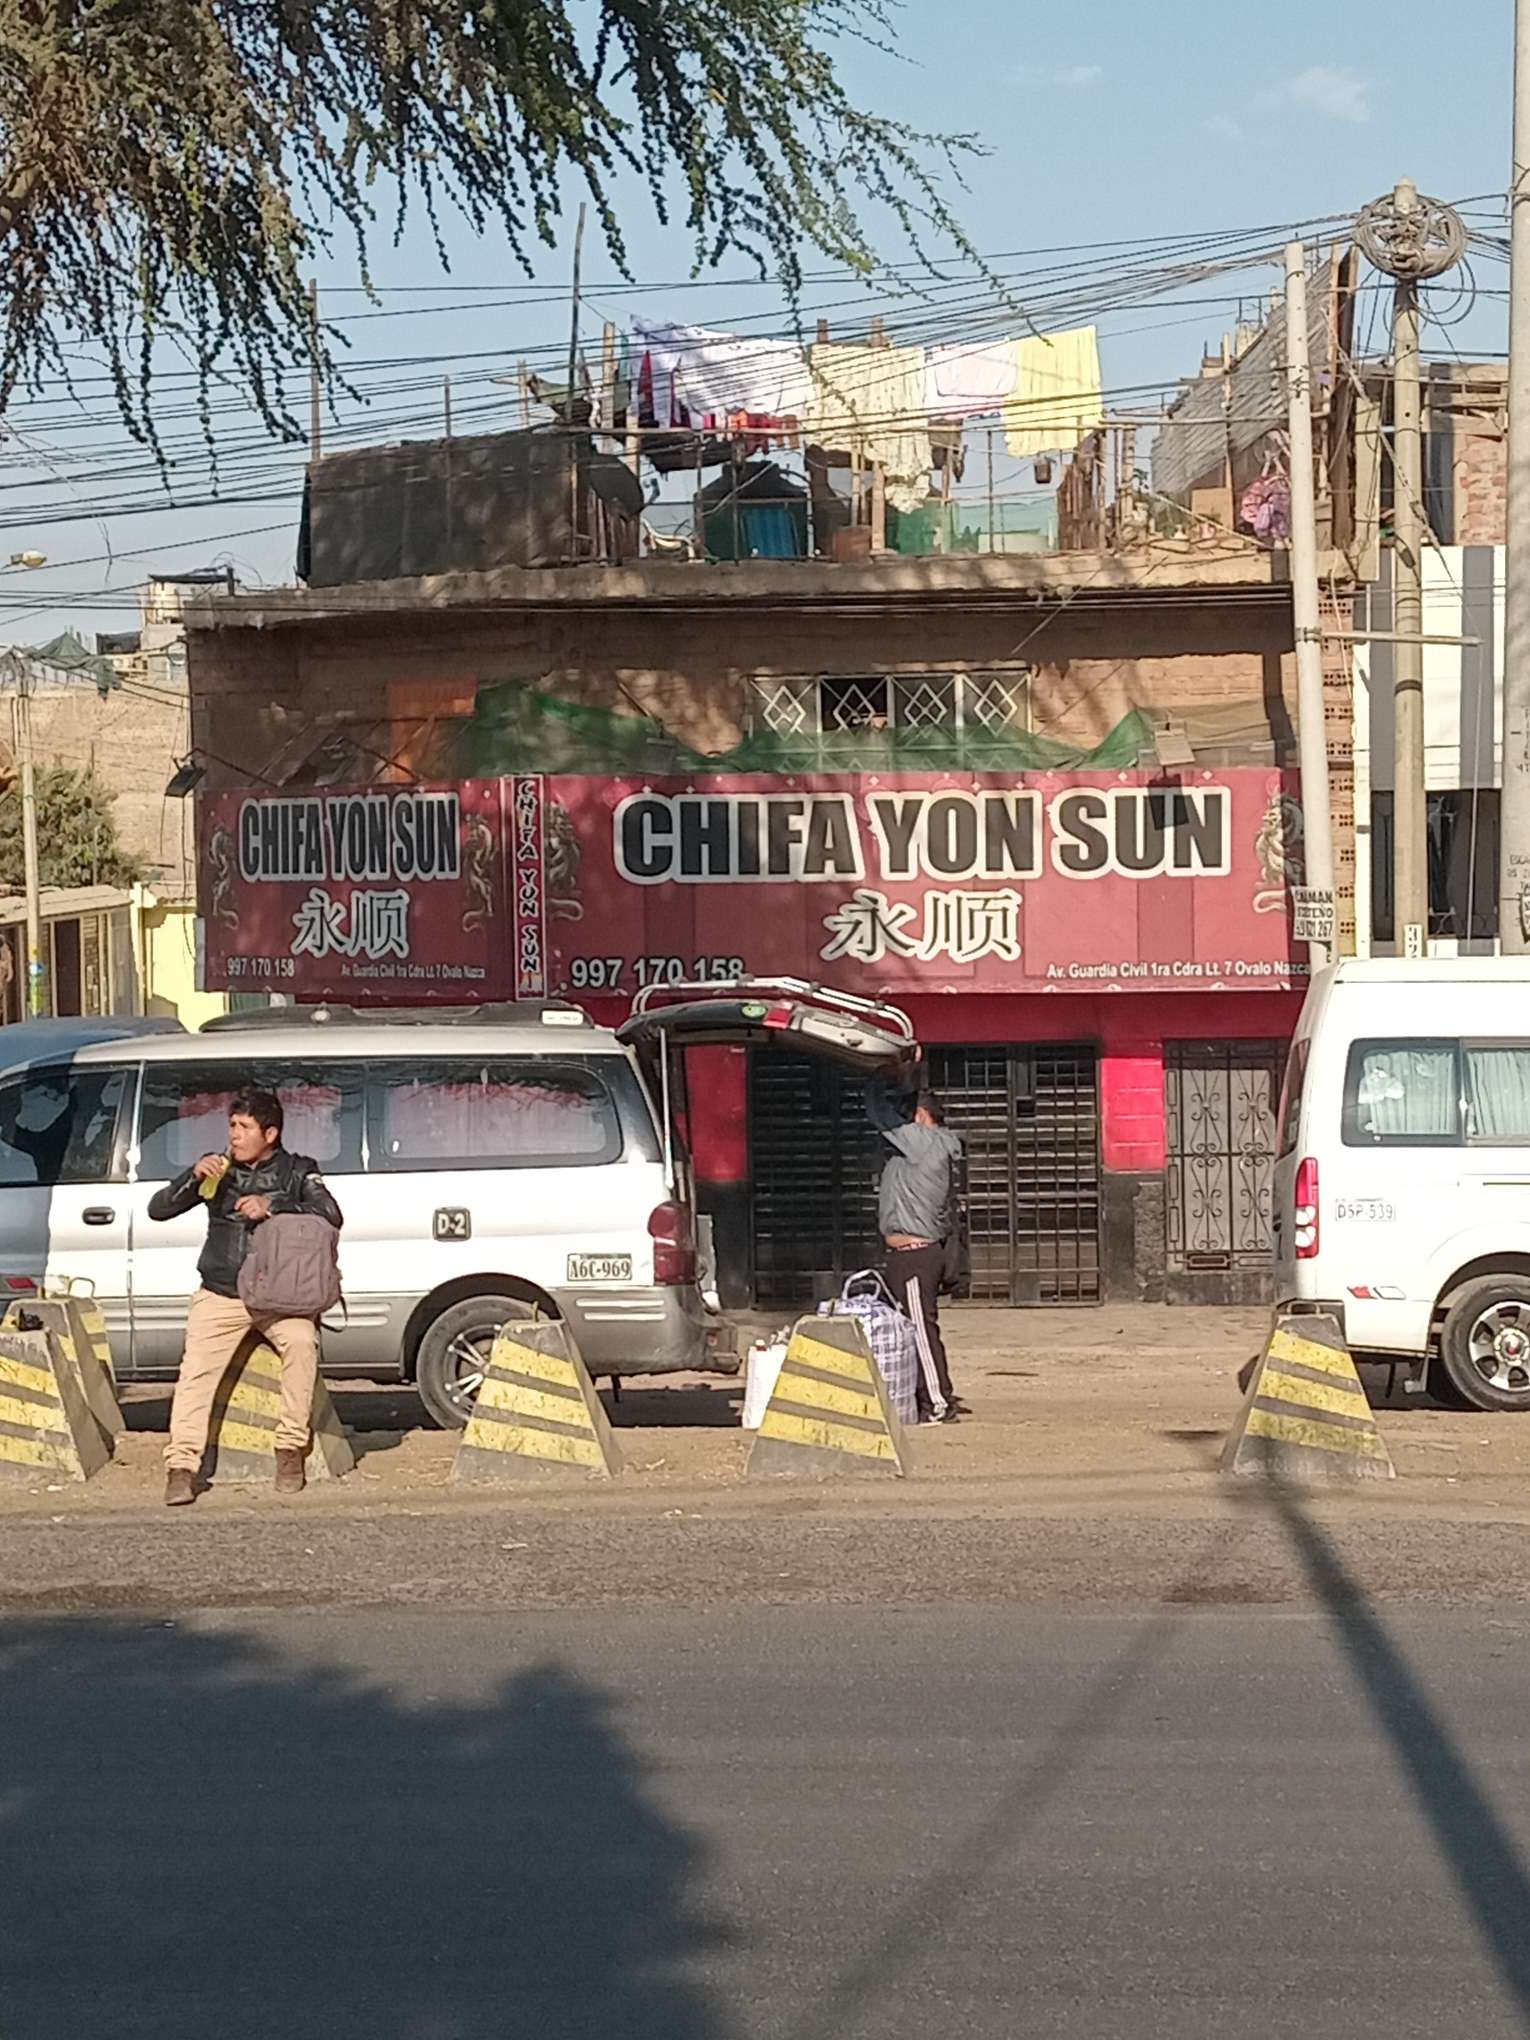 CHIFA YON SUN
永顺
997 170 158
Av. Guardia Civil 1ra Cdra Lt. 7 Ovalo Nazca
CHIFA YON SUN
CHIFA YON SUN
永顺
997 170 158
Av. Guardia Civil 1ra Cdra Lt. 7 Ovalo Nazca
D-2
A6C-969
D5P-539